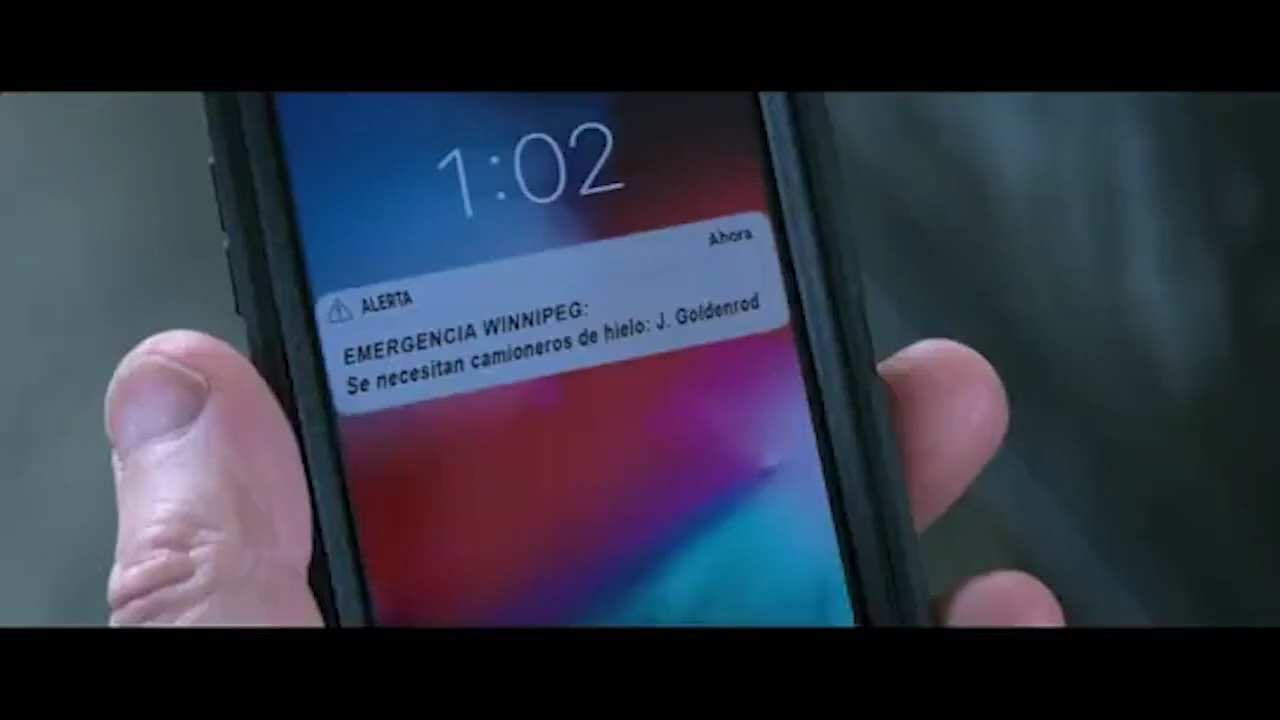 1:02
Ahora
ALERTA
EMERGENCIA WINNIPEG:
Se necesitan camioneros de hielo: J. Goldenrod